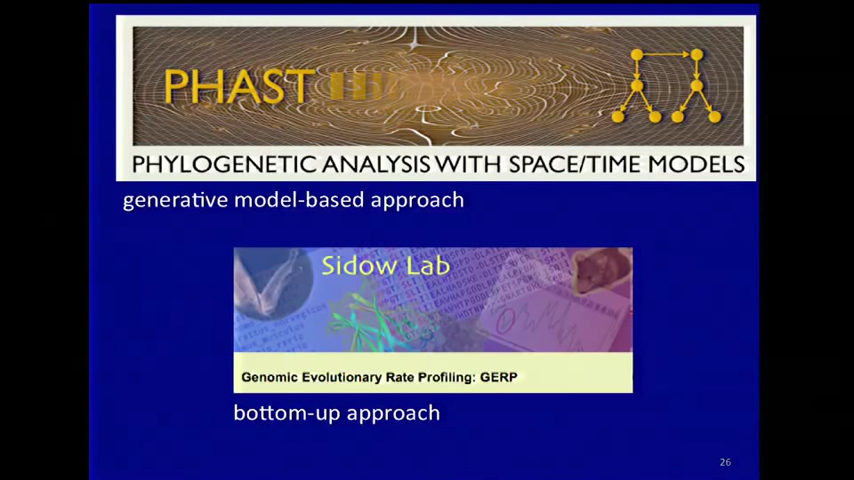 PHAST
PHYLOGENETIC ANALYSIS WITH SPACE/TIME MODELS
generative model-based approach
Sidow Lab
Genomic Evolutionary Rate Profiling: GERP
bottom-up approach
26